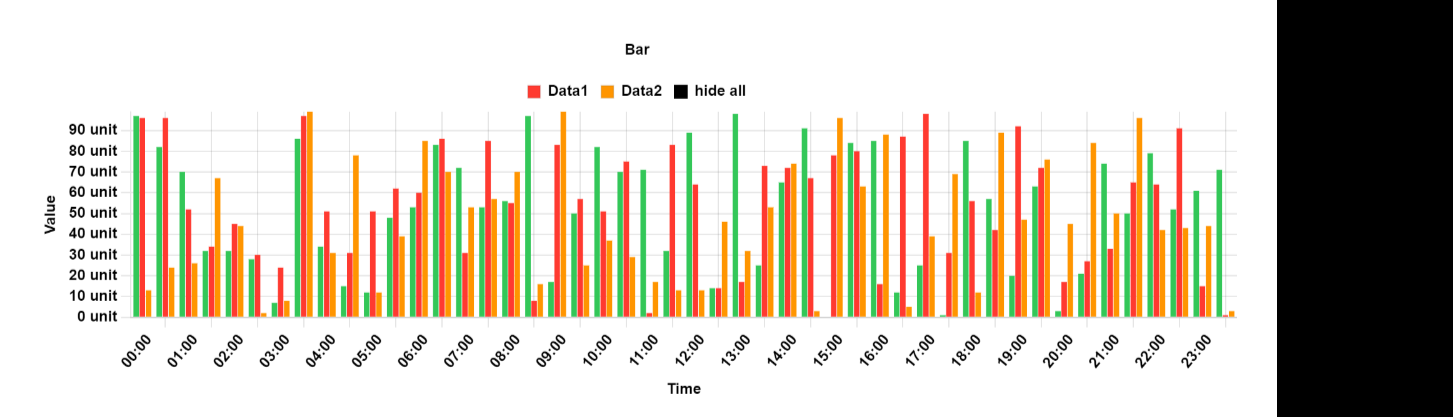 Bar
Data1 Data2 hide all
90 unit
80 unit
70 unit
60 unit
50 unit
40 unit
30 unit
20 unit
10 unit
0 unit
Value
00:00 01:00 02:00 03:00 04:00 05:00 06:00 07:00 08:00 09:00 10:00 11:00 12:00 13:00 14:00 15:00 16:00 17:00 18:00 19:00 20:00 21:00 22:00 23:00
Time